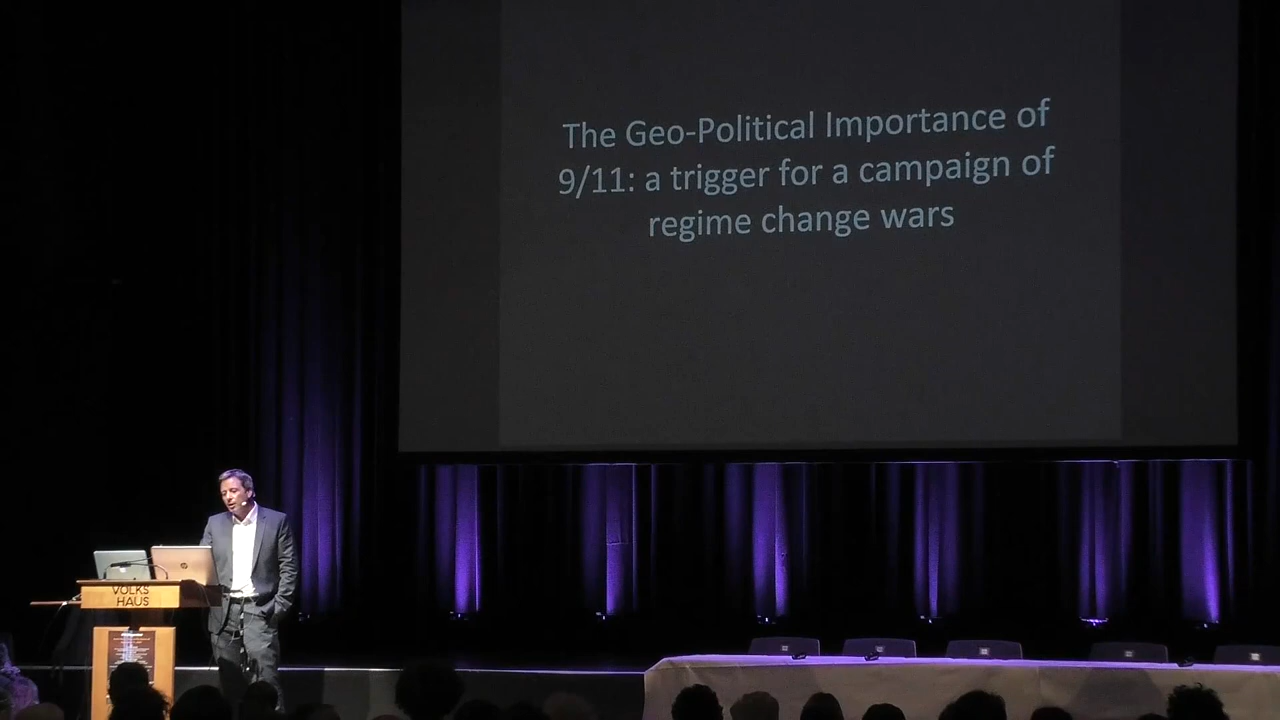 The Geo-Political Importance of
9/11: a trigger for a campaign of
regime change wars
VOLKS
HAUS